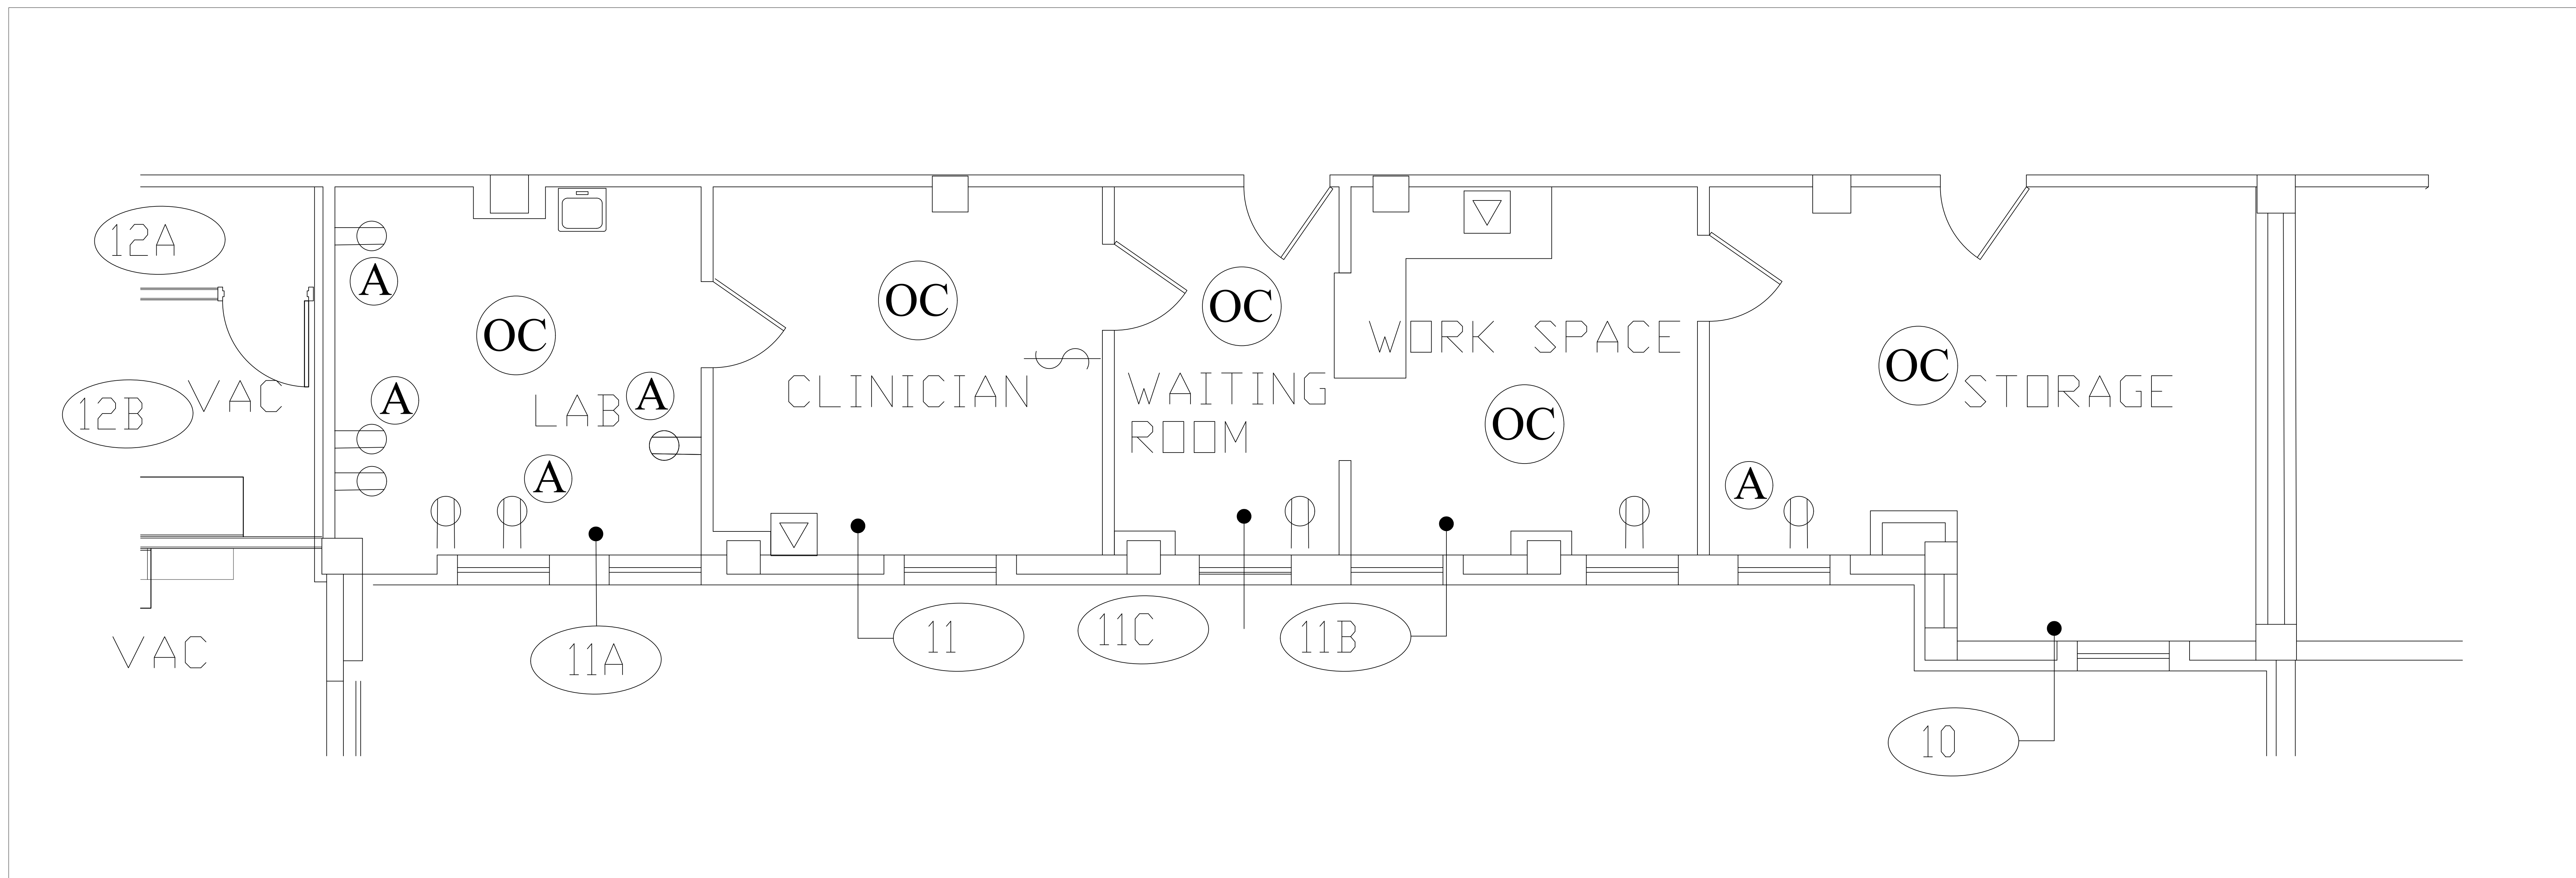 12A
A
OC
OC
OC
WORK SPACE
OC
STORAGE
12B
VAC
A
LAB
A
CLINICIAN
WAITING
ROOM
OC
A
A
VAC
11A
11
11C
11B
10